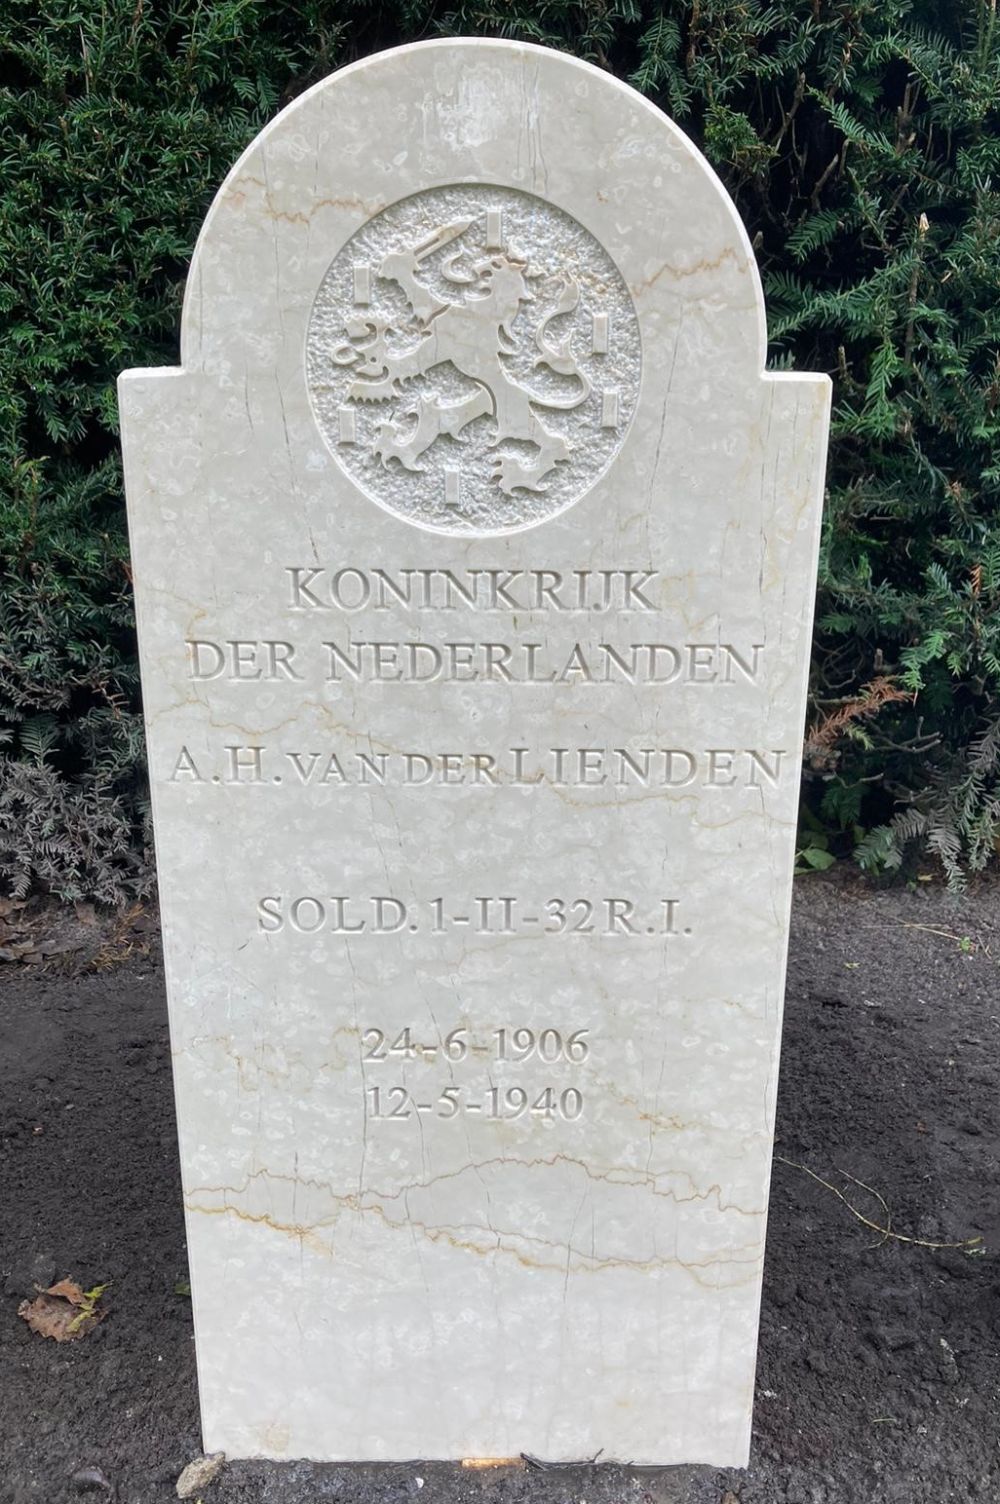 KONINKRIJK
DER NEDERLANDEN
A.H. VAN DER LIENDEN
SOLD. 1-II-32 R.I.
24-6-1906
12-5-1940